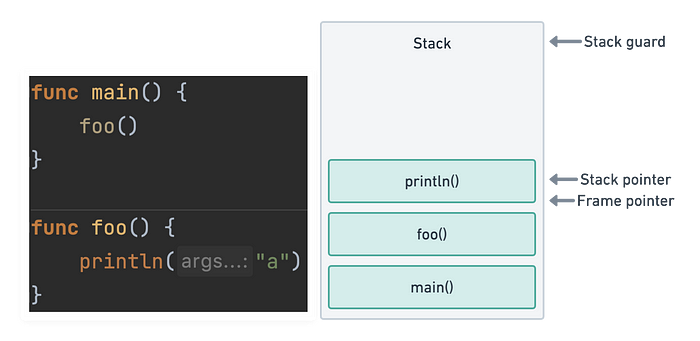 func main() {
foo()
}
func foo() {
println(args...:"a")
}
Stack
println()
foo()
main()
Stack guard
Stack pointer
Frame pointer